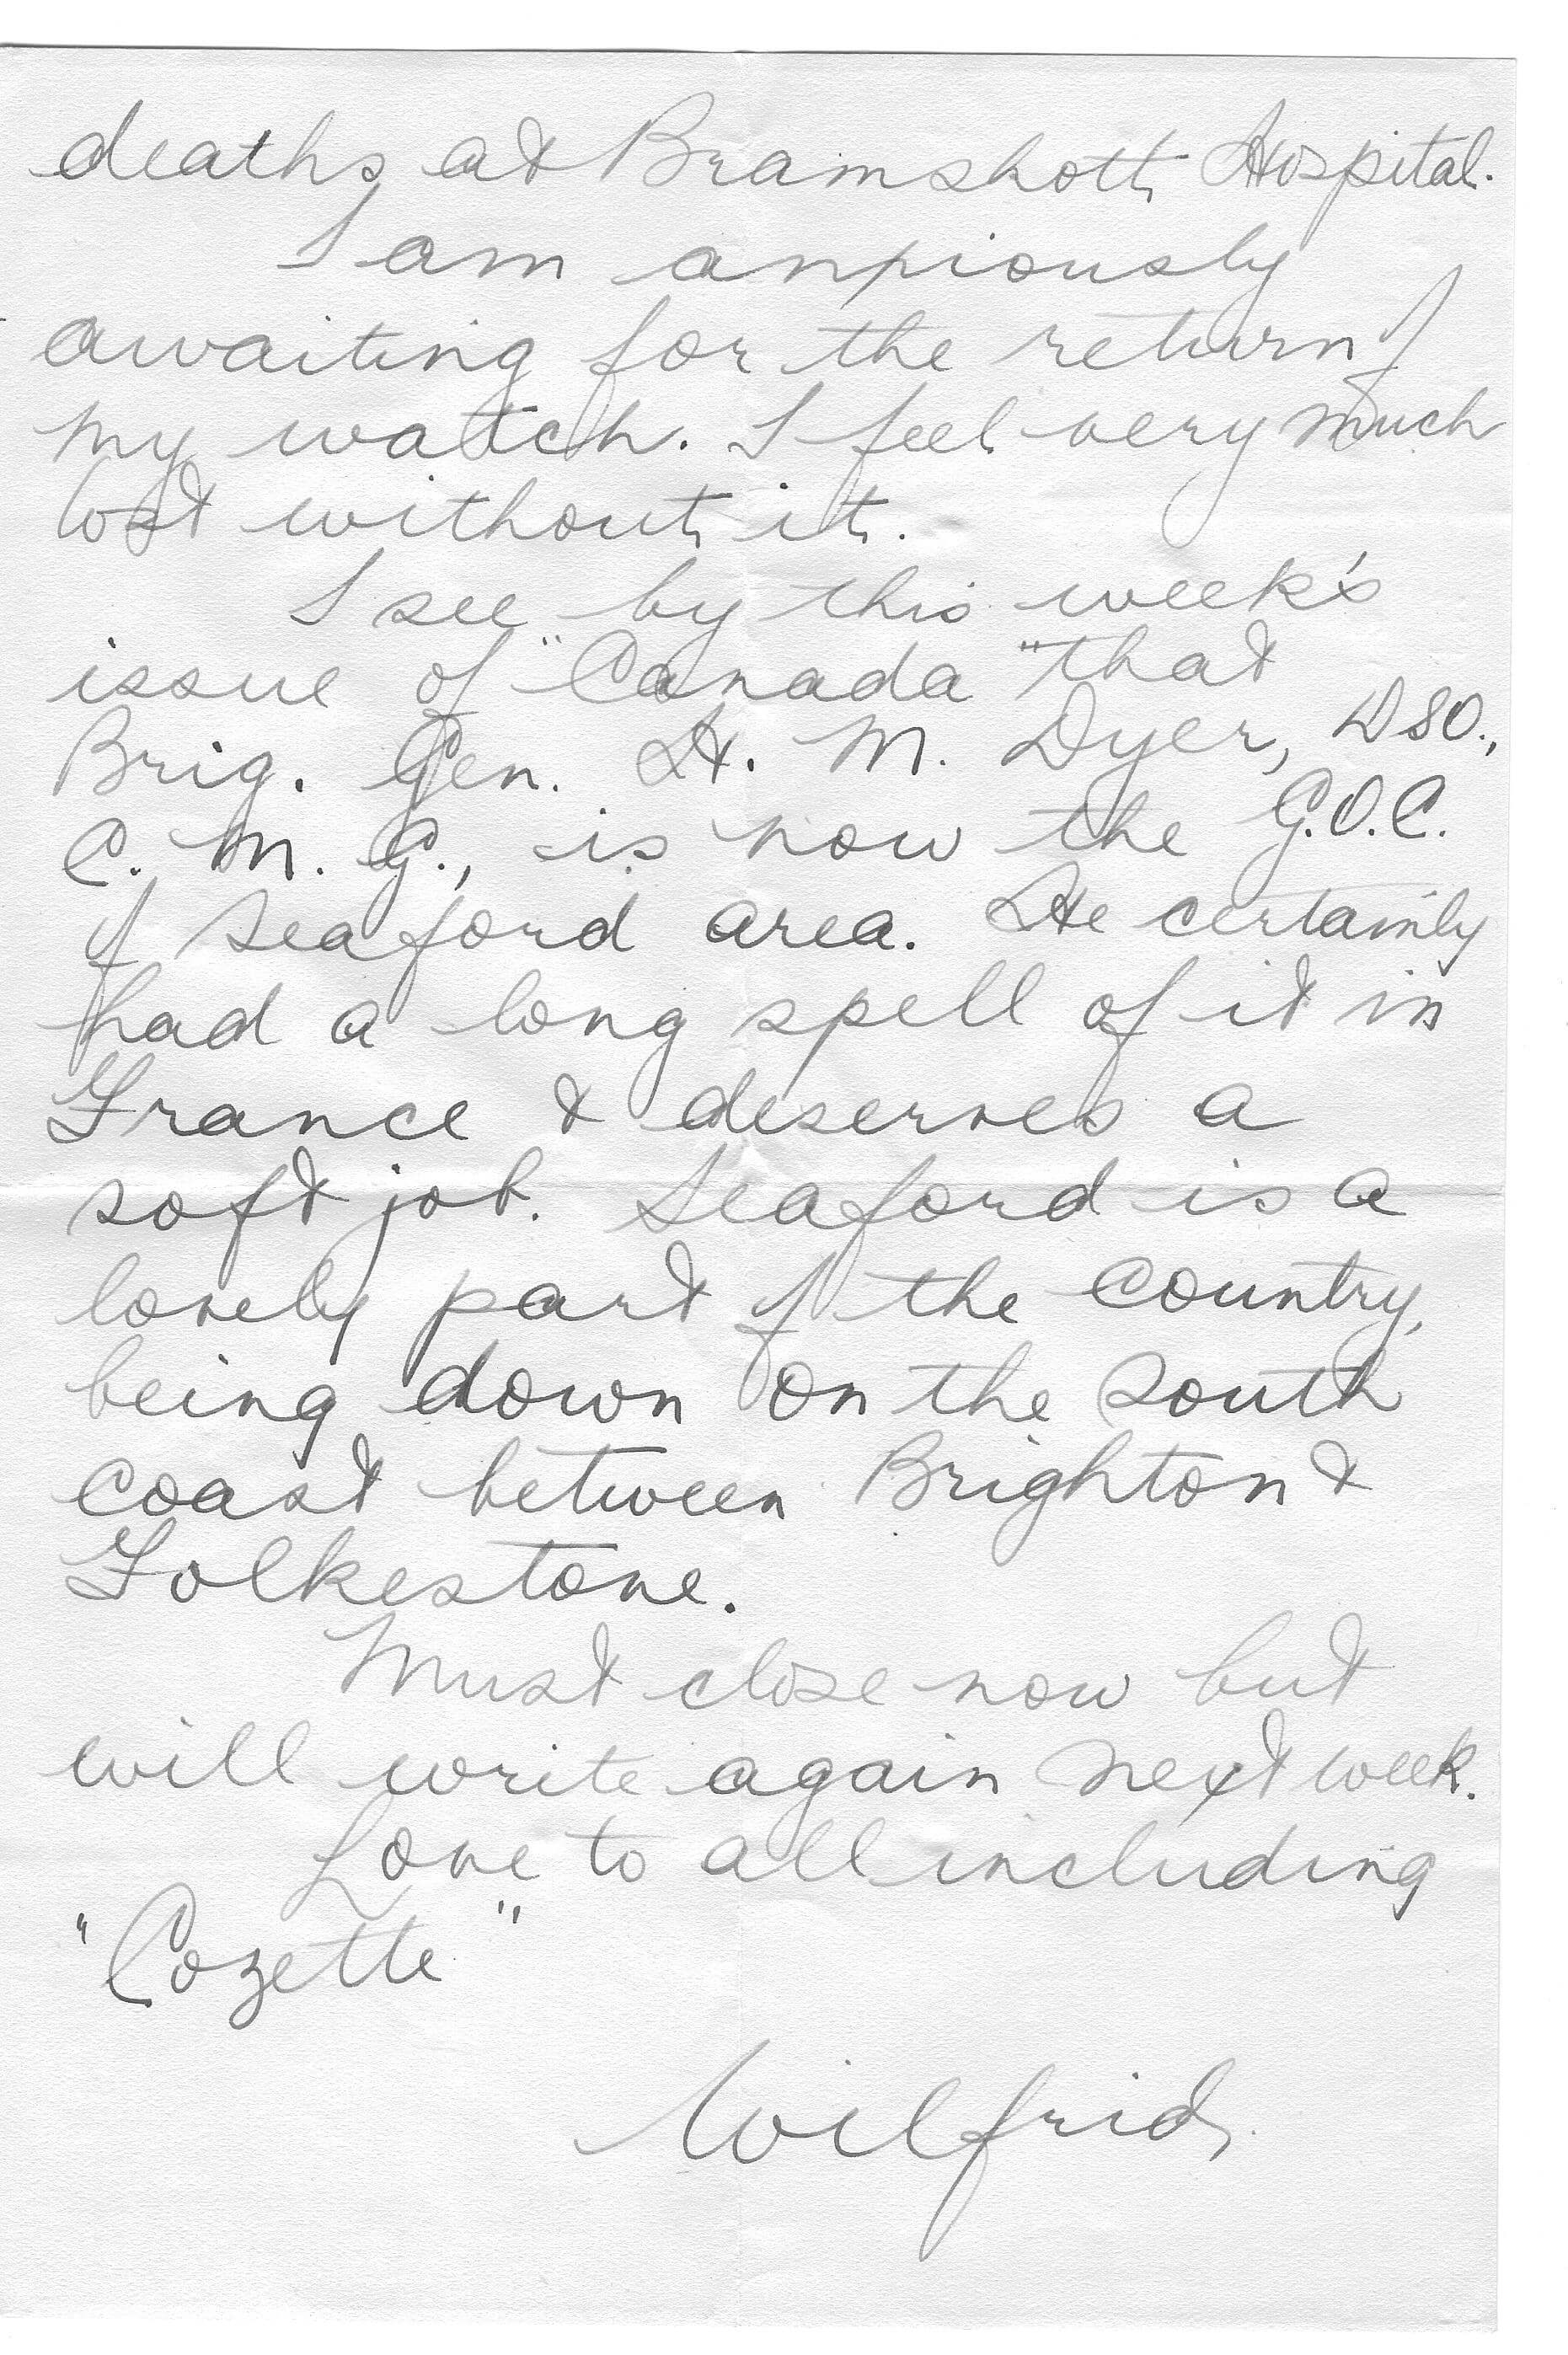 deaths at Bramshott Hospital.
I am anxiously
awaiting for the return of
my watch. I feel very much
lost without it.
I see by this week's
issue of "Canada" that
Brig. Gen. H. M. Dyer, DSO.,
C. M. G., is now the G.O.C.
of Seaford area. He certainly
had a long spell of it in
France & deserves a
soft job. Seaford is a
lovely part of the country,
being down on the south
coast between Brighton &
Folkestone.
Must close now but
will write again next week.
Love to all including
"Cozette"
Wilfrid.